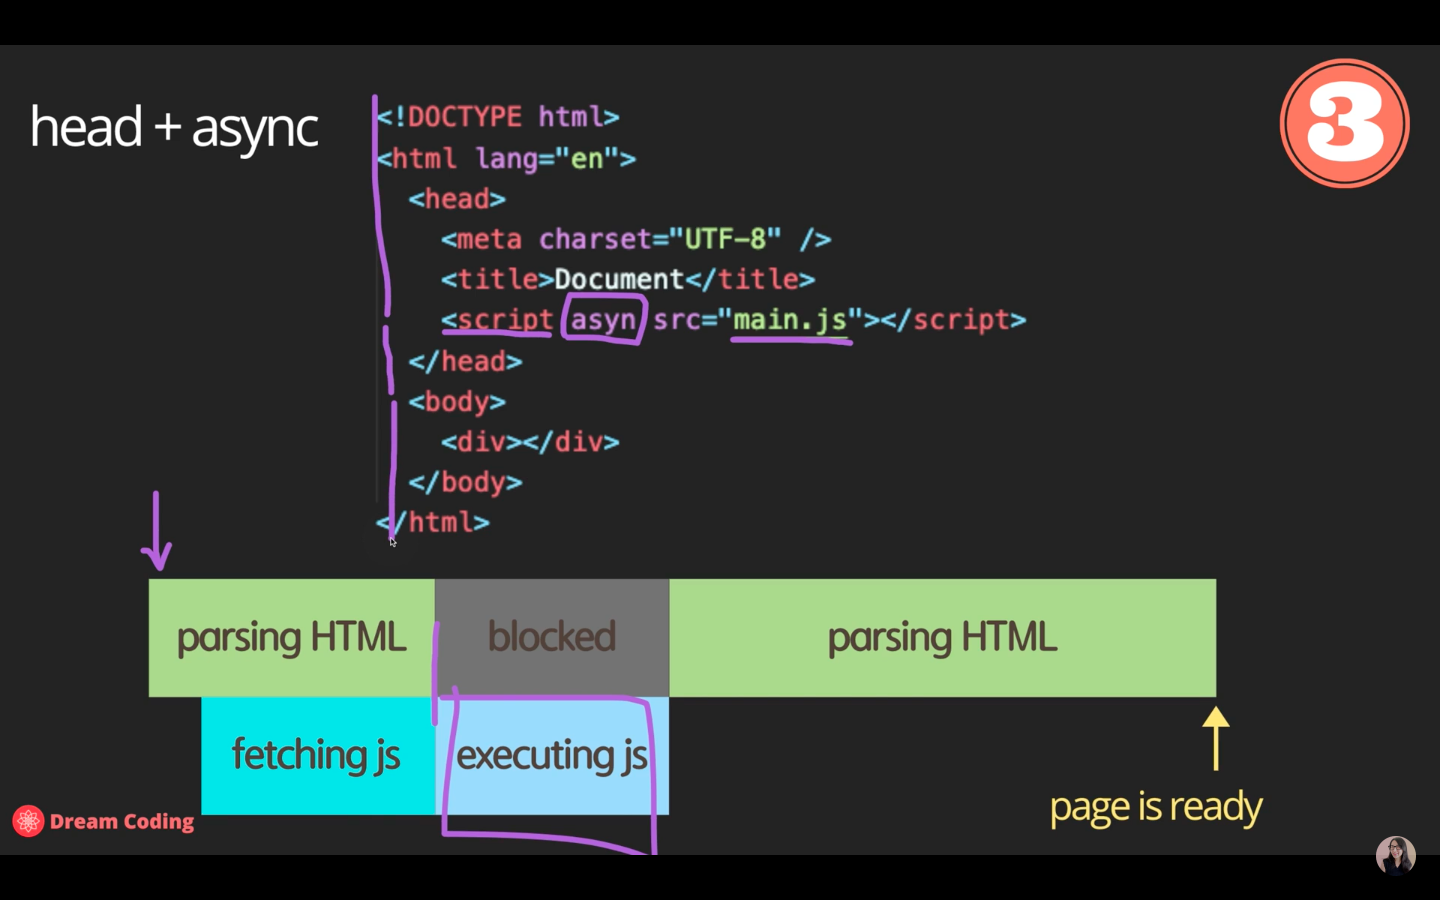 head + async
3
<!DOCTYPE html>
<html lang="en">
<head>
<meta charset="UTF-8" />
<title>Document</title>
<script asyn src="main.js"></script>
</head>
<body>
<div></div>
</body>
</html>
parsing HTML
blocked
parsing HTML
fetching js
executing js
page is ready
Dream Coding